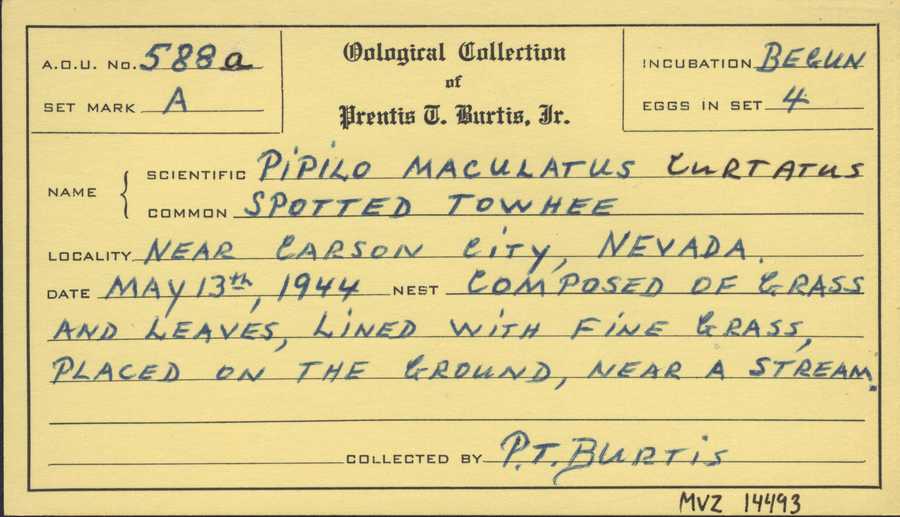 A.O.U. No. 588a
SET MARK A
Oological Collection
of
Prentis T. Burtis, Jr.
INCUBATION BEGUN
EGGS IN SET 4
NAME { SCIENTIFIC PIPILO MACULATUS CURTATUS
COMMON SPOTTED TOWHEE
LOCALITY NEAR CARSON CITY, NEVADA.
DATE MAY 13th, 1944 NEST COMPOSED OF GRASS
AND LEAVES, LINED WITH FINE GRASS,
PLACED ON THE GROUND, NEAR A STREAM.
COLLECTED BY P.T. BURTIS
MVZ 14493